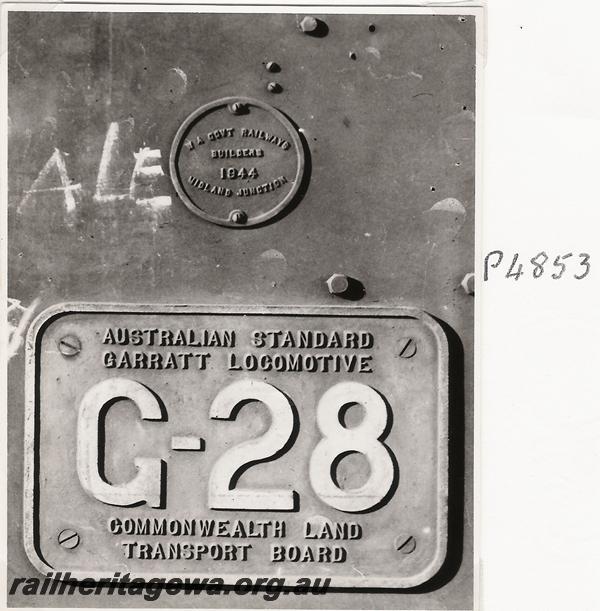 W A GOVT RAILWAYS
BUILDERS
1944
MIDLAND JUNCTION
ALE
P4853
AUSTRALIAN STANDARD
GARRATT LOCOMOTIVE
G-28
COMMONWEALTH LAND
TRANSPORT BOARD
railheritagewa.org.au